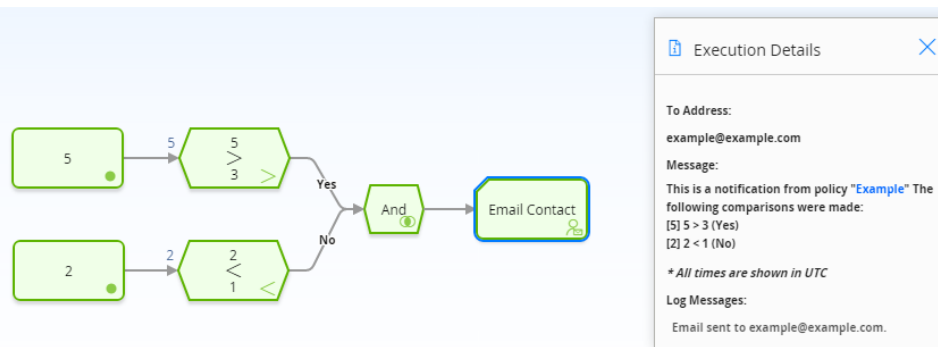 5
5
5
>
3
>
Yes
And
Email Contact
No
2
2
2
<
1
<
Execution Details
To Address:
example@example.com
Message:
This is a notification from policy "Example" The
following comparisons were made:
[5] 5 > 3 (Yes)
[2] 2 < 1 (No)
* All times are shown in UTC
Log Messages:
Email sent to example@example.com.